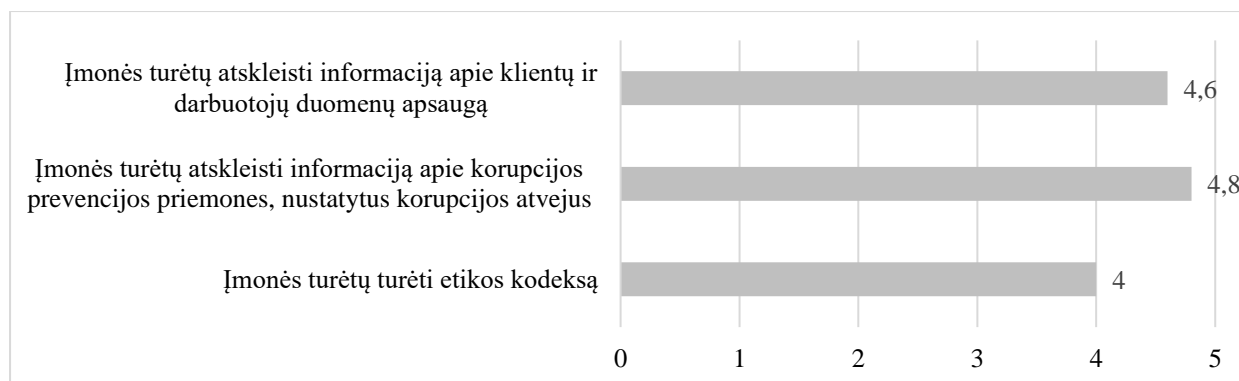 Įmonės turėtų atskleisti informaciją apie klientų ir
darbuotojų duomenų apsaugą
4,6
Įmonės turėtų atskleisti informaciją apie korupcijos
prevencijos priemones, nustatytus korupcijos atvejus
4,8
Įmonės turėtų turėti etikos kodeksą
4
0 1 2 3 4 5